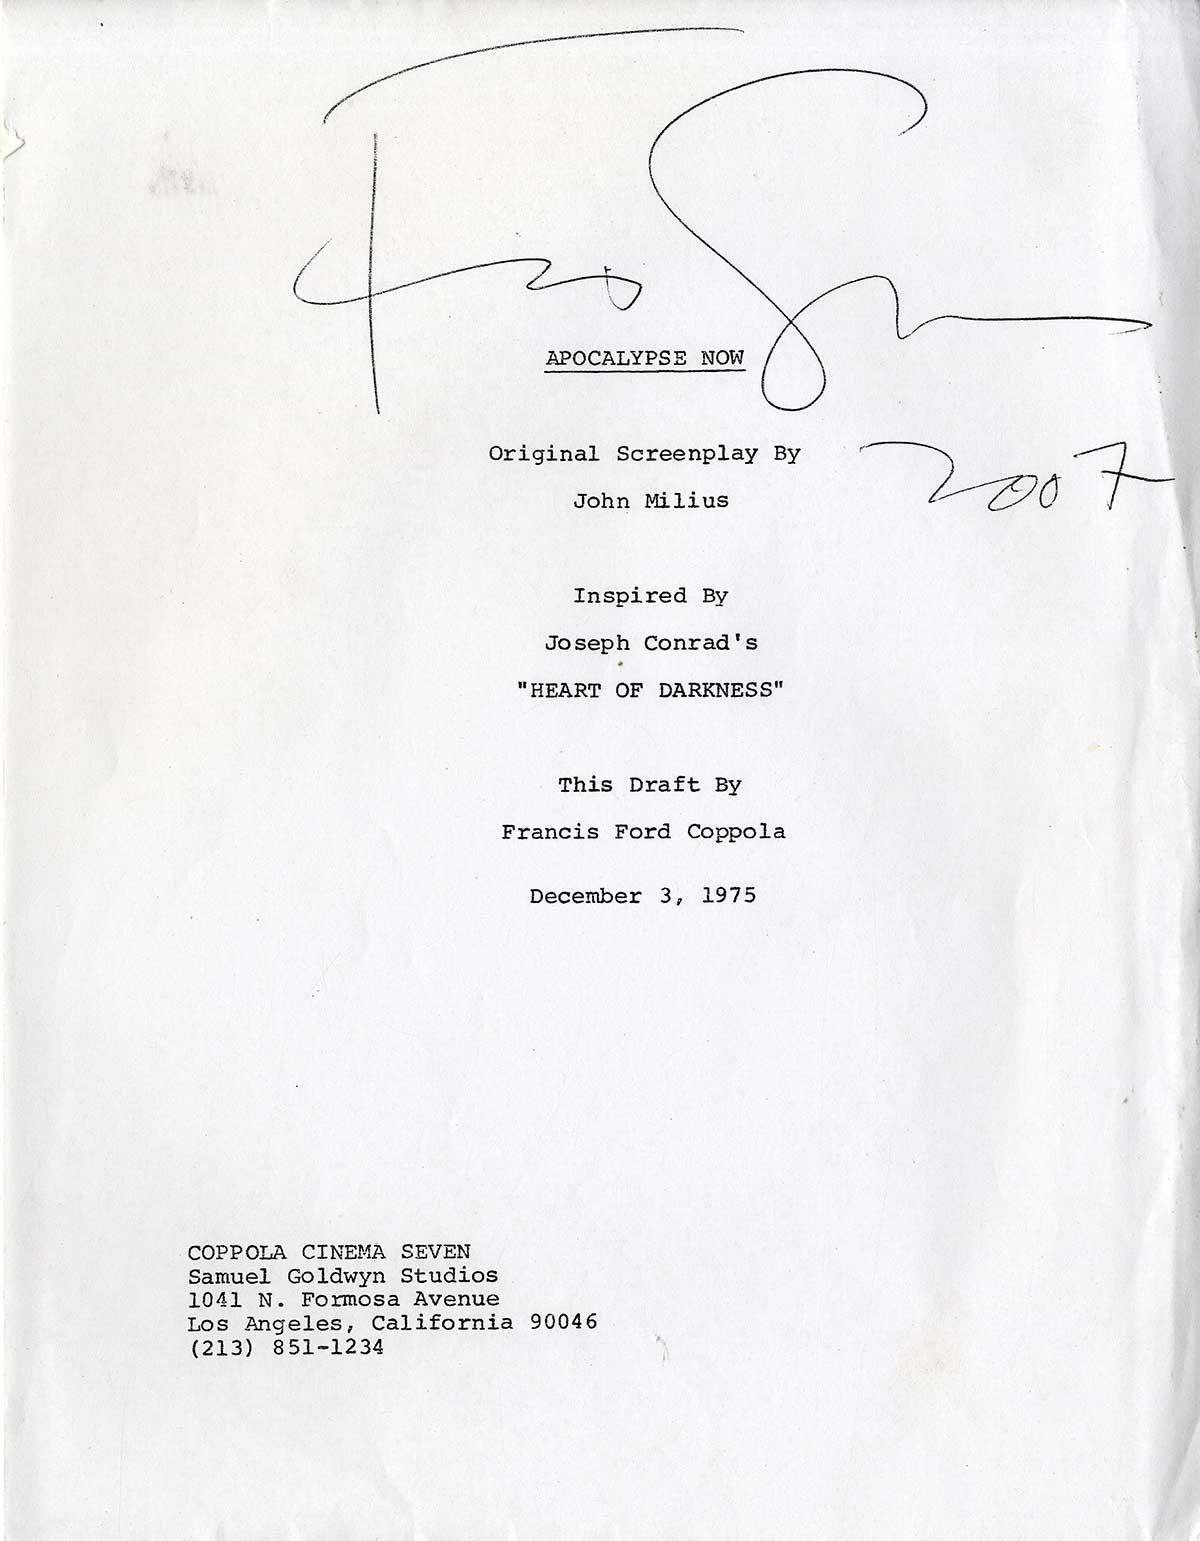 APOCALYPSE NOW
Original Screenplay By
2007
John Milius
Inspired By
Joseph Conrad's
"HEART OF DARKNESS"
This Draft By
Francis Ford Coppola
December 3, 1975
COPPOLA CINEMA SEVEN
Samuel Goldwyn Studios
1041 N. Formosa Avenue
Los Angeles, California 90046
(213) 851-1234